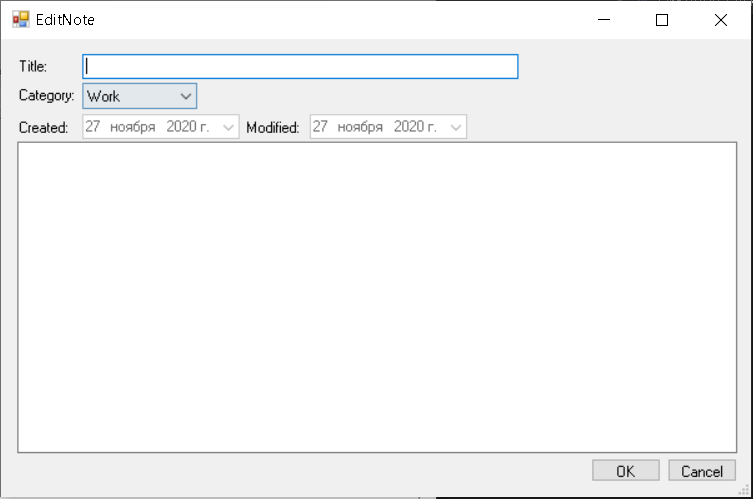 EditNote
Title:
Category: Work
Created: 27 ноября 2020 г. Modified: 27 ноября 2020 г.
OK Cancel